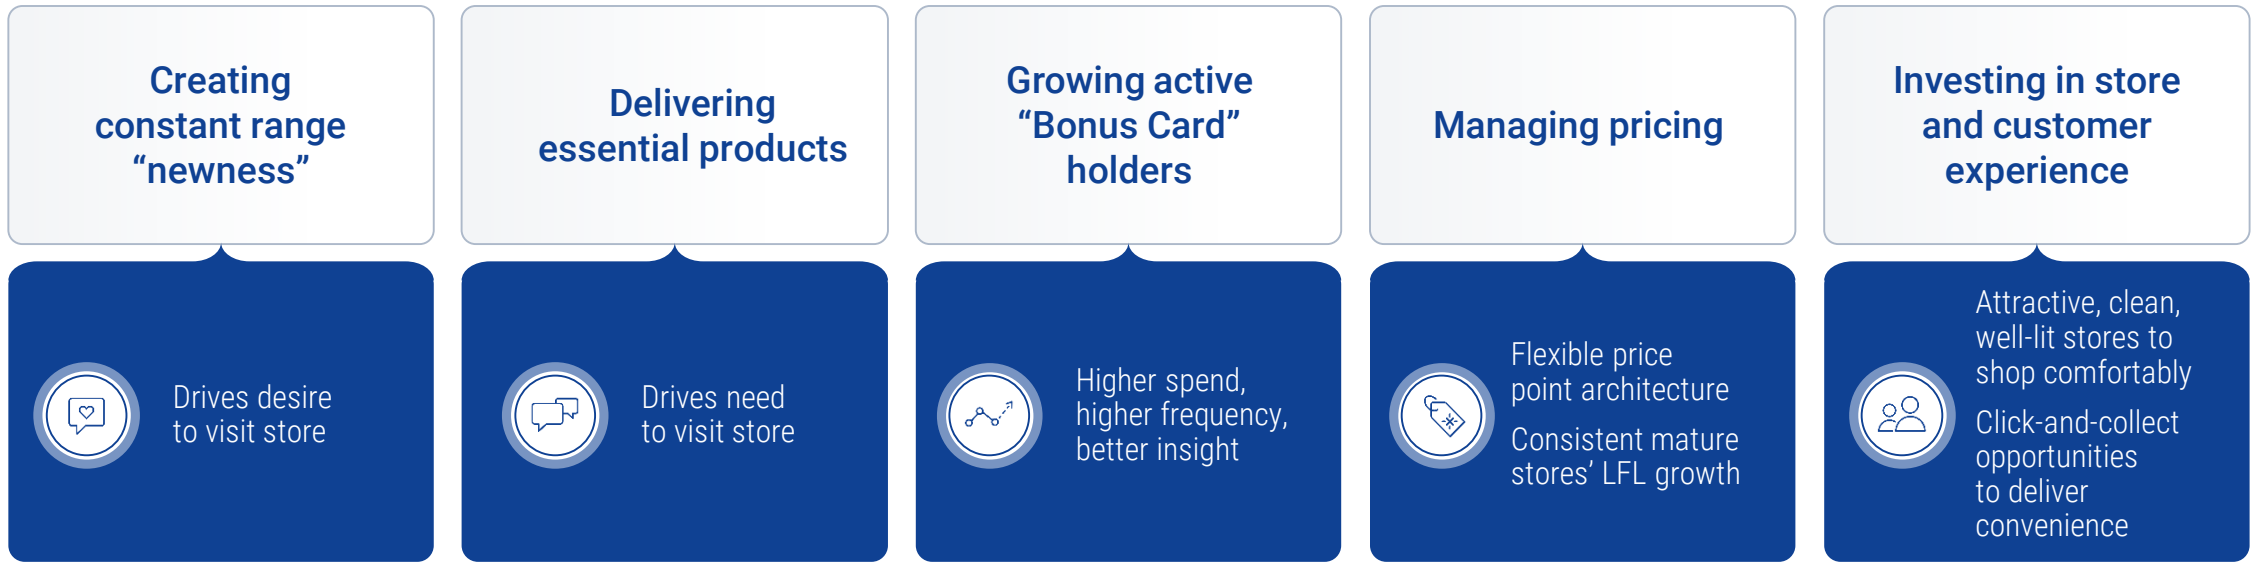 Creating
constant range
“newness”
Drives desire
to visit store
Delivering
essential products
Drives need
to visit store
Growing active
“Bonus Card”
holders
Higher spend,
higher frequency,
better insight
Managing pricing
Flexible price
point architecture
Consistent mature
stores’ LFL growth
Investing in store
and customer
experience
Attractive, clean,
well-lit stores to
shop comfortably
Click-and-collect
opportunities
to deliver
convenience